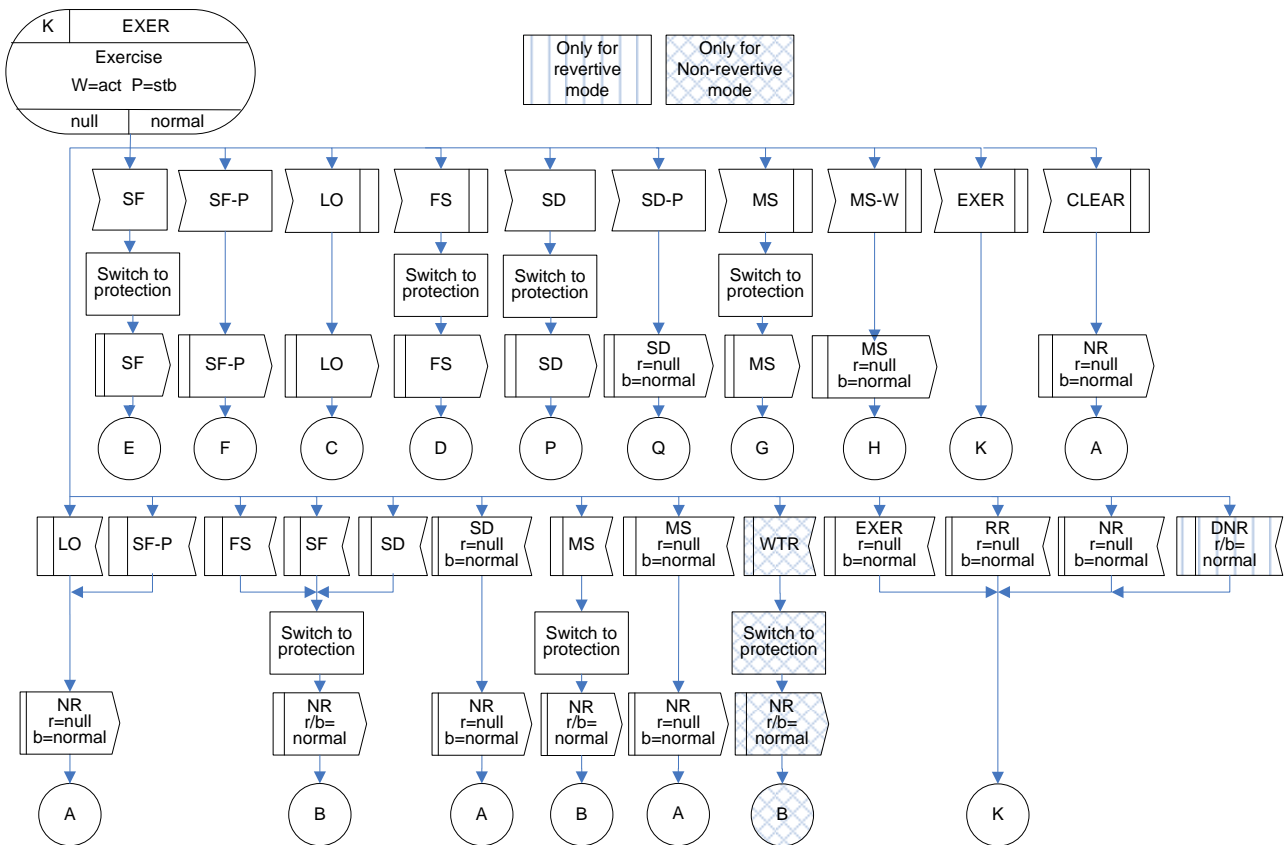 K EXER
Exercise
W=act P=stb
null normal
Only for
revertive
mode
Only for
Non-revertive
mode
SF SF-P LO FS SD SD-P MS MS-W EXER CLEAR
Switch to
protection
Switch to
protection
Switch to
protection
Switch to
protection
SF
SF-P
LO
FS
SD
SD
r=null
b=normal
MS
MS
r=null
b=normal
NR
r=null
b=normal
E F C D P Q G H K A
LO
SF-P
FS
SF
SD
SD
r=null
b=normal
MS
MS
r=null
b=normal
WTR
EXER
r=null
b=normal
RR
r=null
b=normal
NR
r=null
b=normal
DNR
r/b=
normal
Switch to
protection
Switch to
protection
Switch to
protection
NR
r=null
b=normal
NR
r/b=
normal
NR
r=null
b=normal
NR
r/b=
normal
NR
r=null
b=normal
NR
r/b=
normal
A B A B A B K